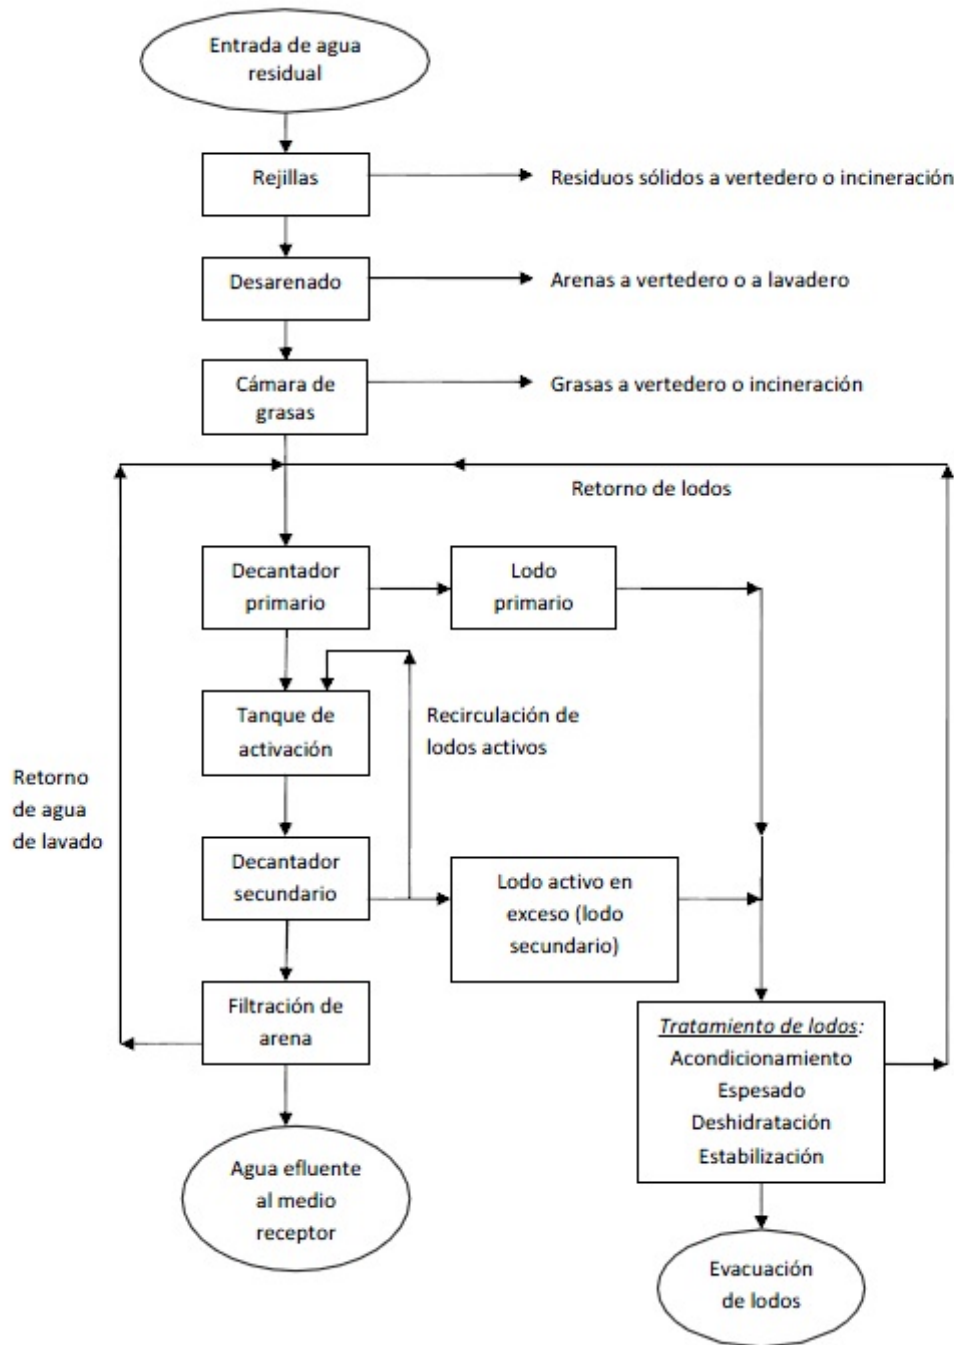 Entrada de agua
residual
Rejillas
Residuos sólidos a vertedero o incineración
Desarenado
Arenas a vertedero o a lavadero
Cámara de
grasas
Grasas a vertedero o incineración
Retorno de lodos
Decantador
primario
Lodo
primario
Tanque de
activación
Recirculación de
lodos activos
Retorno
de agua
de lavado
Decantador
secundario
Lodo activo en
exceso (lodo
secundario)
Filtración de
arena
Tratamiento de lodos:
Acondicionamiento
Espesado
Deshidratación
Estabilización
Agua efluente
al medio
receptor
Evacuación
de lodos